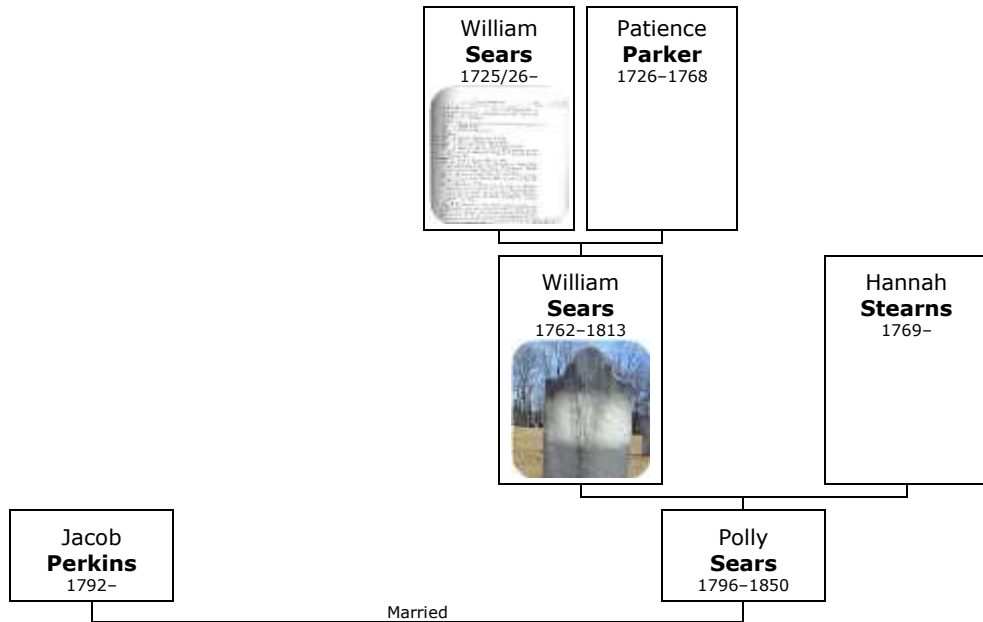 William
Sears
1725/26–
Patience
Parker
1726–1768
William
Sears
1762–1813
Hannah
Stearns
1769–
Jacob
Perkins
1792–
Polly
Sears
1796–1850
Married